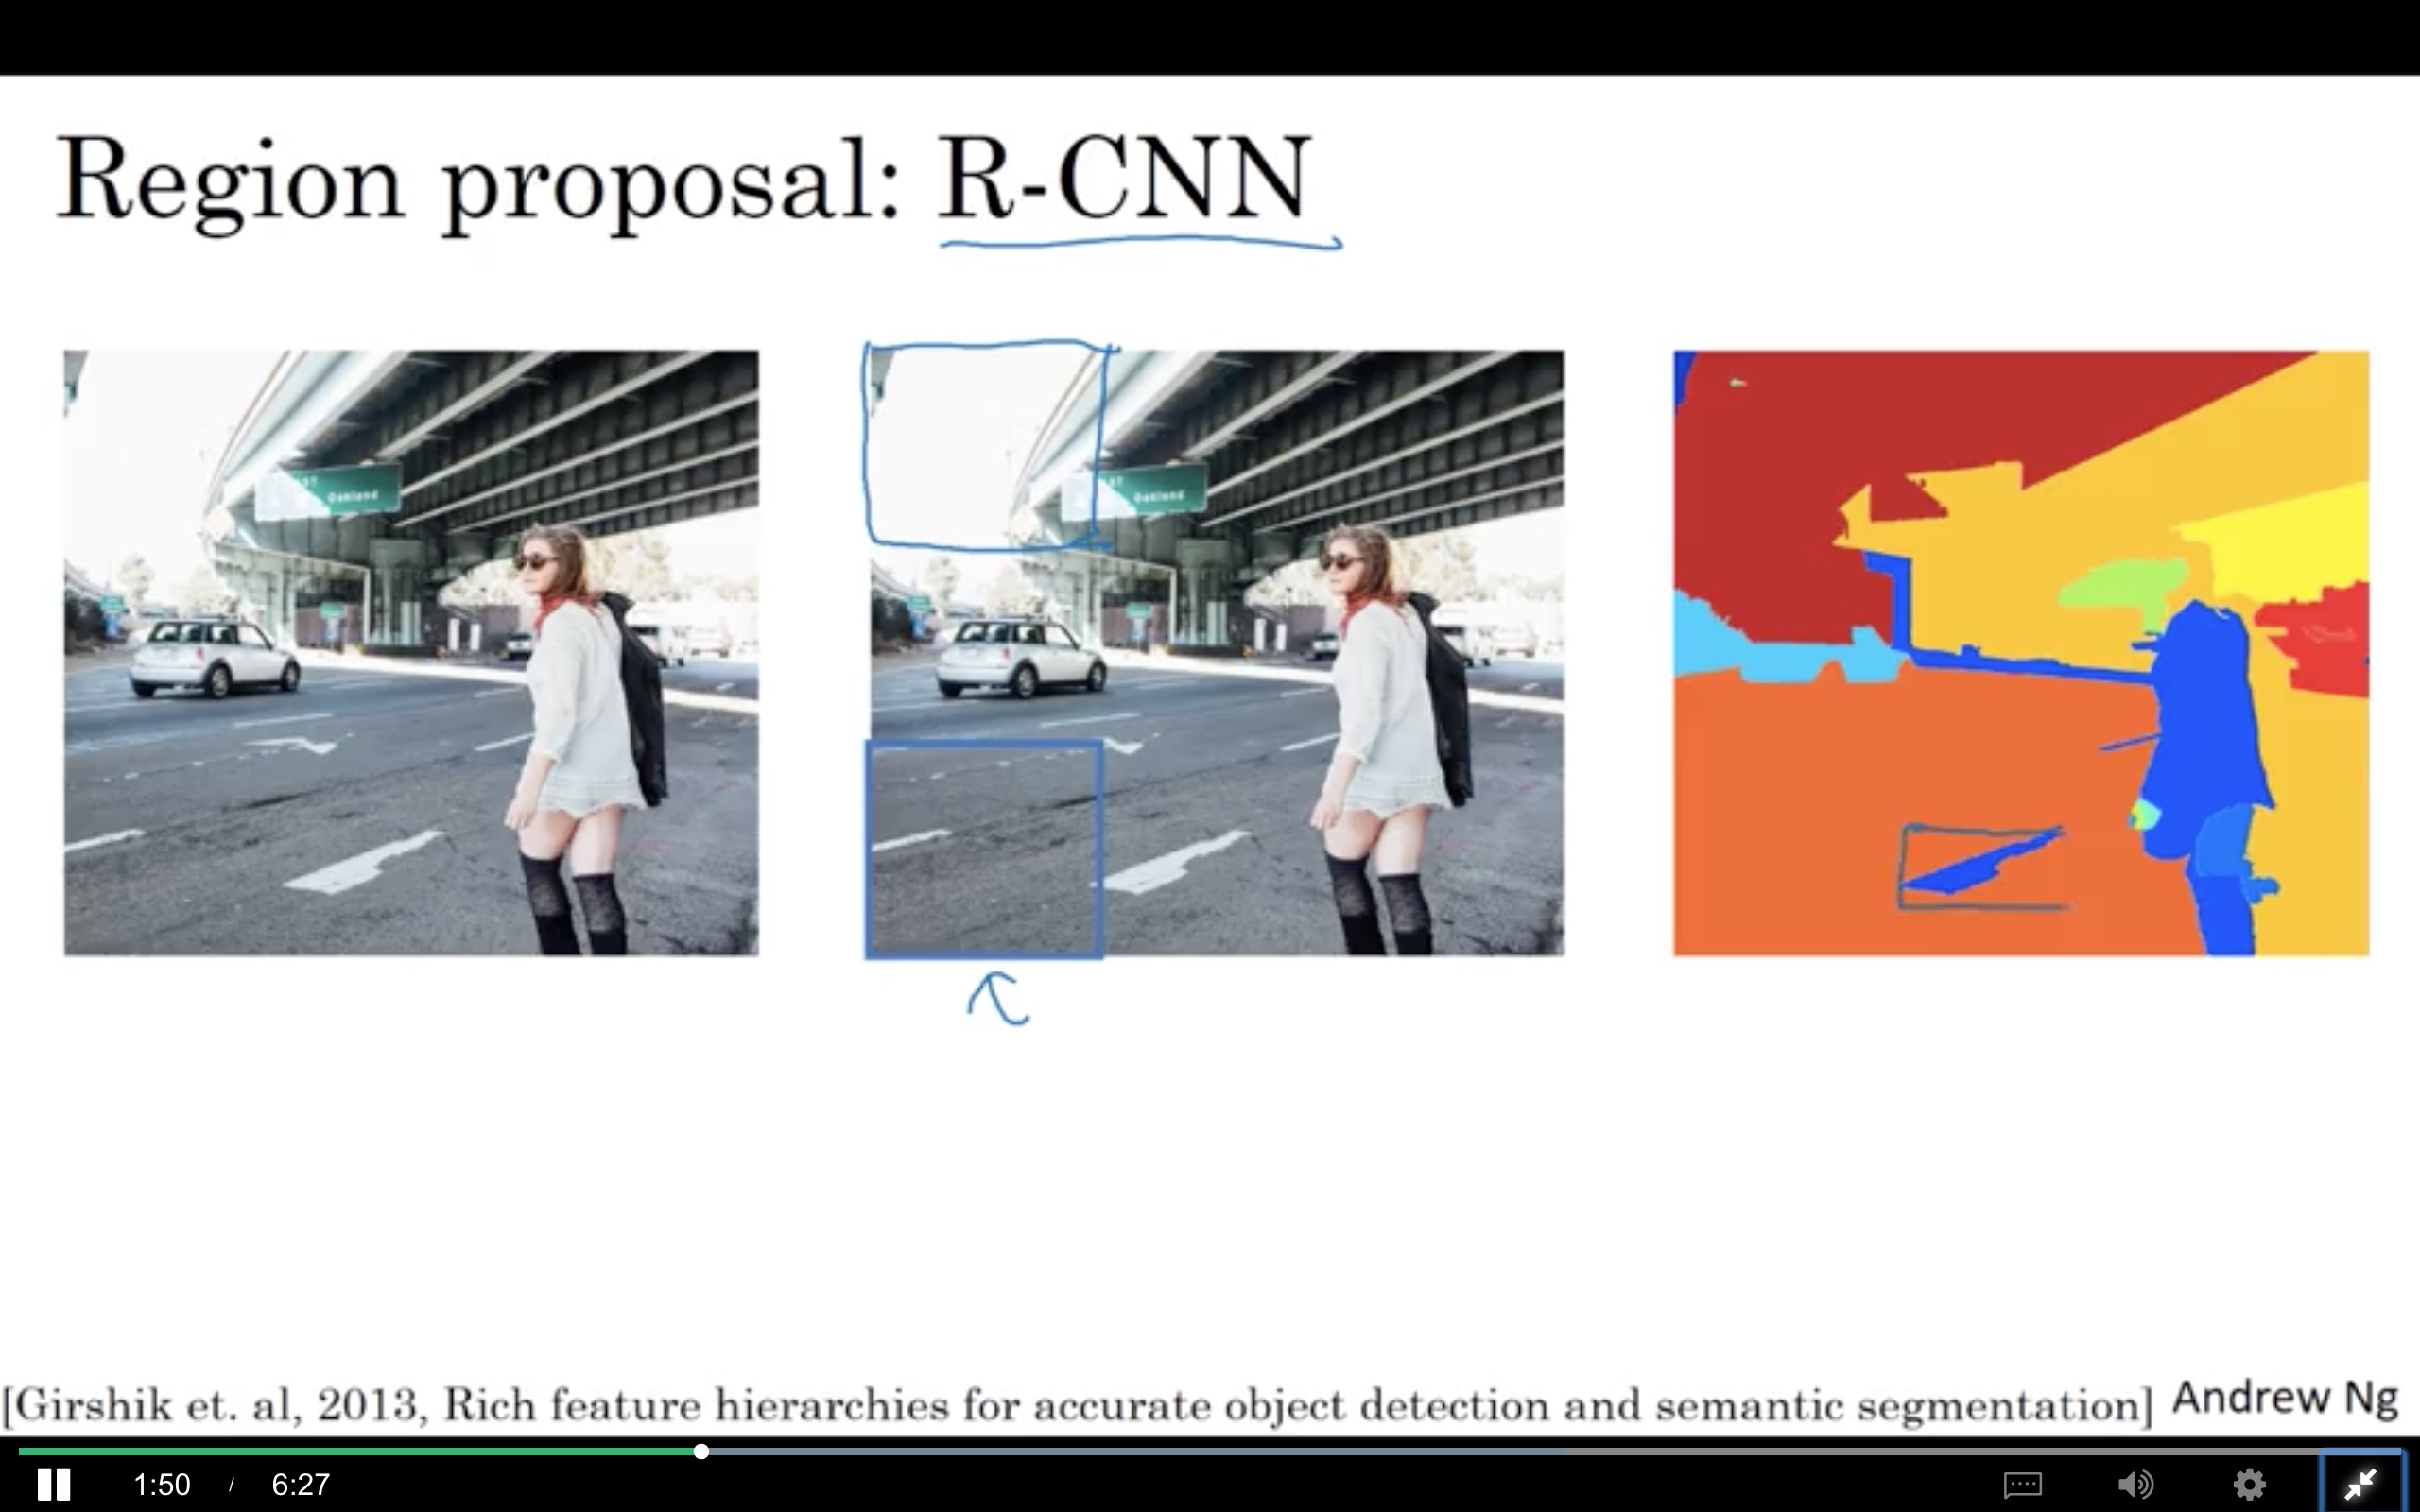 Region proposal: R-CNN
Oakland
Oakland
[Girshik et. al, 2013, Rich feature hierarchies for accurate object detection and semantic segmentation] Andrew Ng
1:50 / 6:27